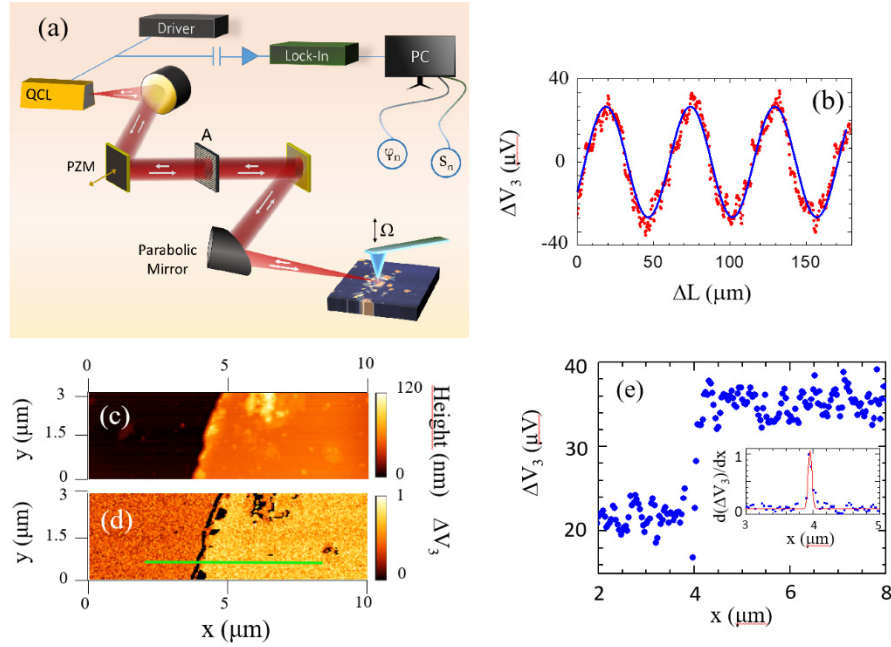 (a)
Driver
QCL
Lock-In
PC
A
PZM
φn
Sn
Parabolic
Mirror
Ω
(b)
ΔV3 (μV)
40
0
-40
0 50 100 150
ΔL (μm)
0 5 10
(c)
y (μm)
3
1.5
0
120
0
Height (nm)
(d)
y (μm)
3
1.5
0
1
0
ΔV3
0 5 10
x (μm)
(e)
ΔV3 (μV)
40
36
28
20
2 4 6 8
x (μm)
d(ΔV3)/dx
1
0
3 4 5
x (μm)